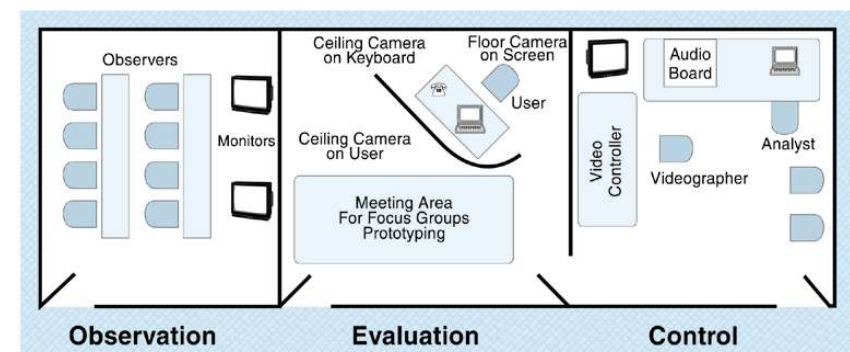 Observers
Monitors
Ceiling Camera
on Keyboard
Floor Camera
on Screen
User
Ceiling Camera
on User
Meeting Area
For Focus Groups
Prototyping
Audio
Board
Video
Controller
Videographer
Analyst
Observation
Evaluation
Control